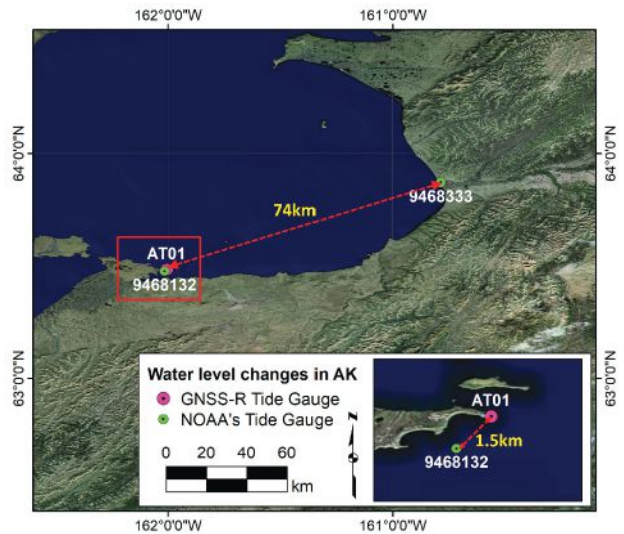 162°0'0"W
161°0'0"W
64°0'0"N
64°0'0"N
9468333
74km
AT01
9468132
63°0'0"N
63°0'0"N
Water level changes in AK
GNSS-R Tide Gauge
NOAA's Tide Gauge
N
0 20 40 60
km
AT01
1.5km
9468132
162°0'0"W
161°0'0"W